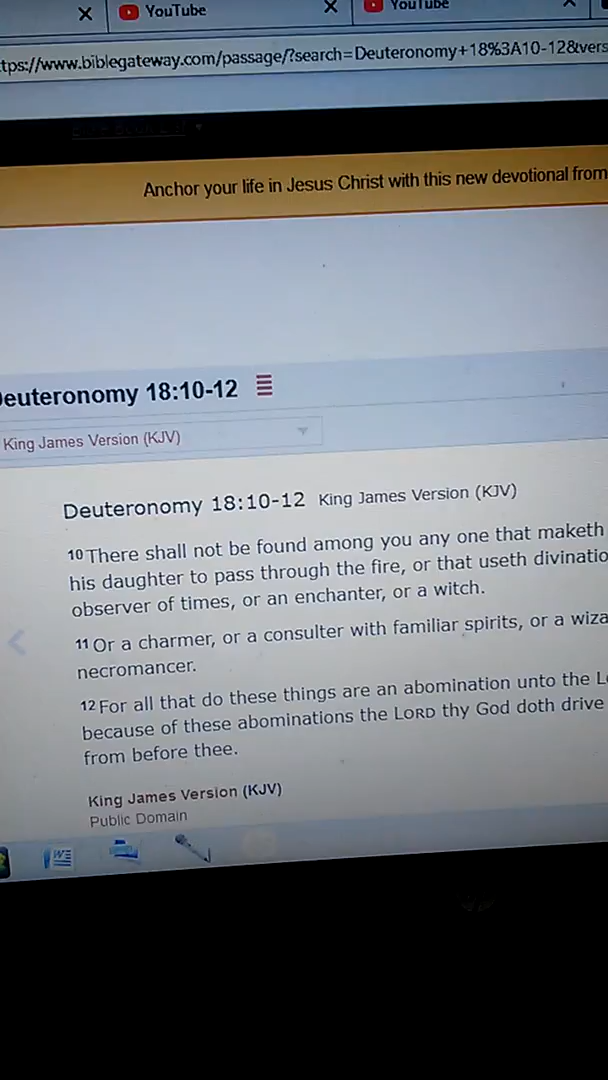 YouTube
YouTube
tps://www.biblegateway.com/passage/?search=Deuteronomy+18%3A10-12&vers
Anchor your life in Jesus Christ with this new devotional from
Deuteronomy 18:10-12
King James Version (KJV)
Deuteronomy 18:10-12 King James Version (KJV)
10 There shall not be found among you any one that maketh
his daughter to pass through the fire, or that useth divinatio
observer of times, or an enchanter, or a witch.
11 Or a charmer, or a consulter with familiar spirits, or a wiza
necromancer.
12 For all that do these things are an abomination unto the L
because of these abominations the LORD thy God doth drive
from before thee.
King James Version (KJV)
Public Domain
W